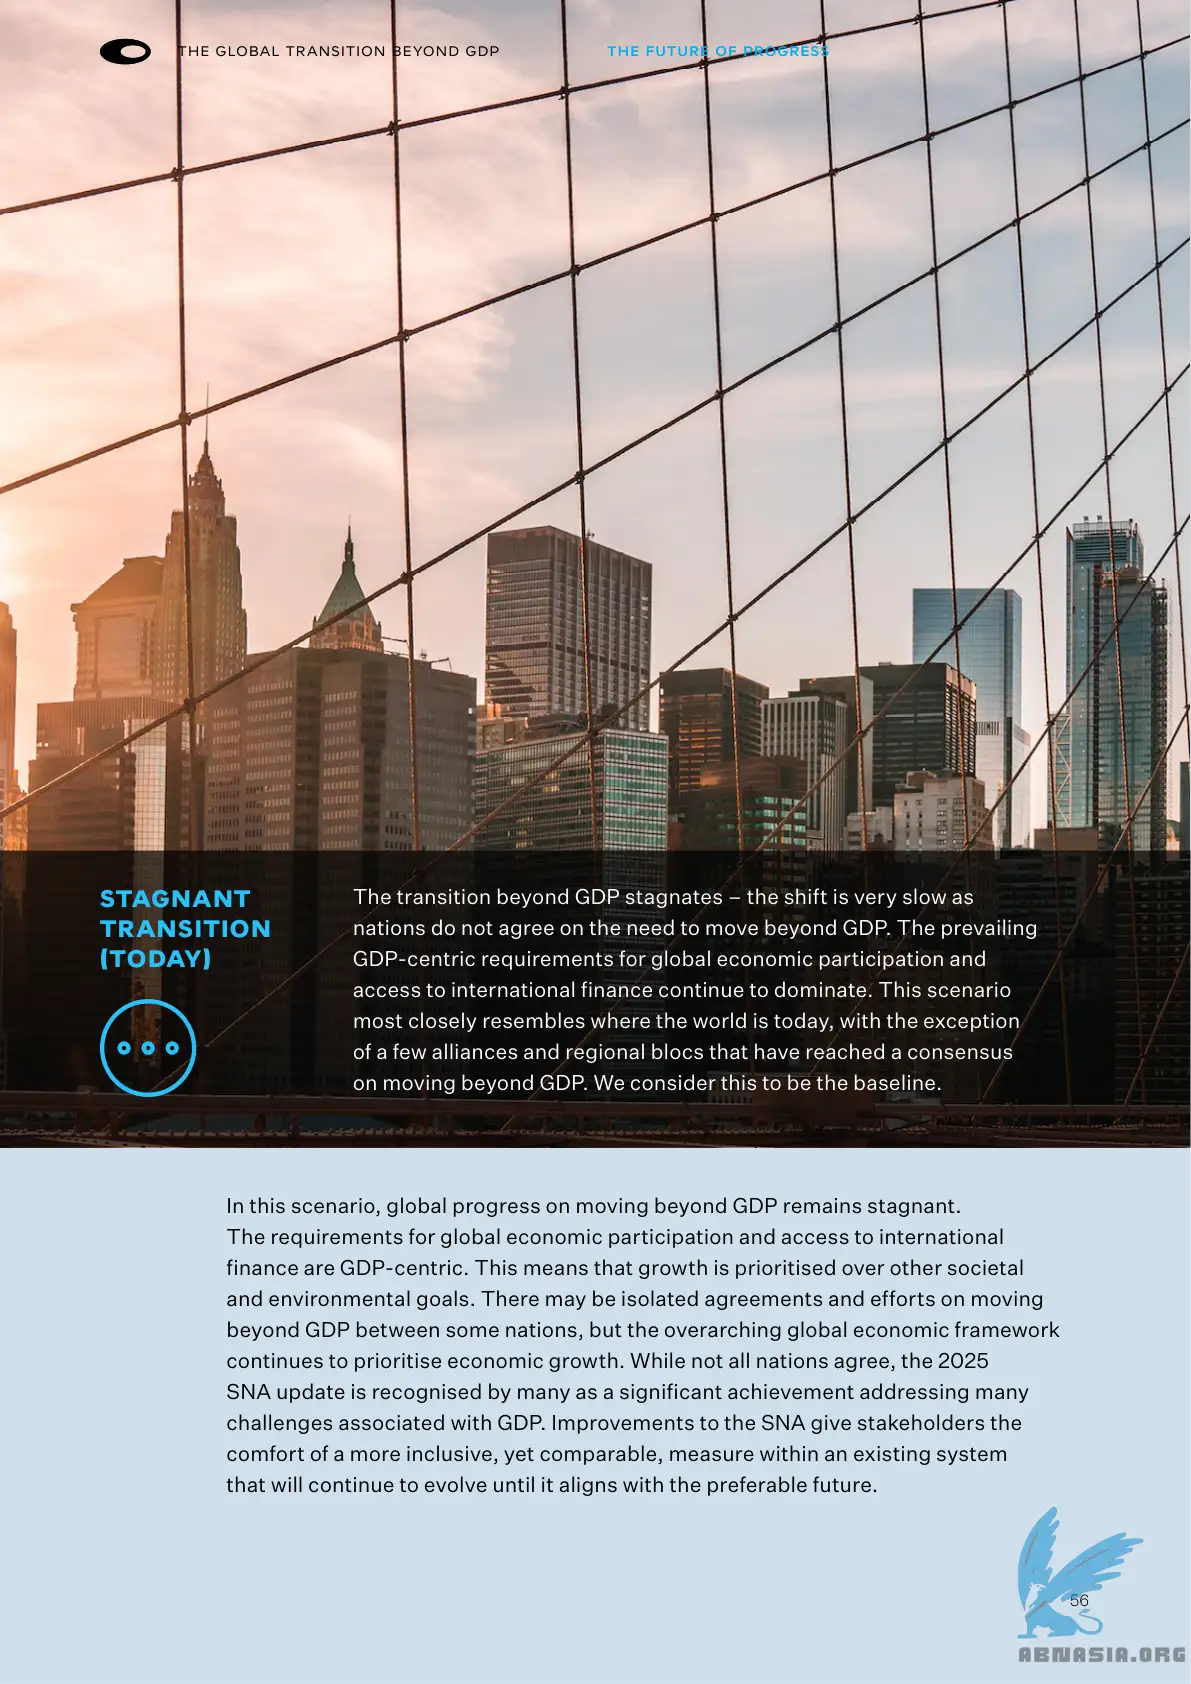 THE GLOBAL TRANSITION BEYOND GDP
THE FUTURE OF PROGRESS
STAGNANT
TRANSITION
(TODAY)
The transition beyond GDP stagnates – the shift is very slow as
nations do not agree on the need to move beyond GDP. The prevailing
GDP-centric requirements for global economic participation and
access to international finance continue to dominate. This scenario
most closely resembles where the world is today, with the exception
of a few alliances and regional blocs that have reached a consensus
on moving beyond GDP. We consider this to be the baseline.
In this scenario, global progress on moving beyond GDP remains stagnant.
The requirements for global economic participation and access to international
finance are GDP-centric. This means that growth is prioritised over other societal
and environmental goals. There may be isolated agreements and efforts on moving
beyond GDP between some nations, but the overarching global economic framework
continues to prioritise economic growth. While not all nations agree, the 2025
SNA update is recognised by many as a significant achievement addressing many
challenges associated with GDP. Improvements to the SNA give stakeholders the
comfort of a more inclusive, yet comparable, measure within an existing system
that will continue to evolve until it aligns with the preferable future.
56
ABNASIA.ORG